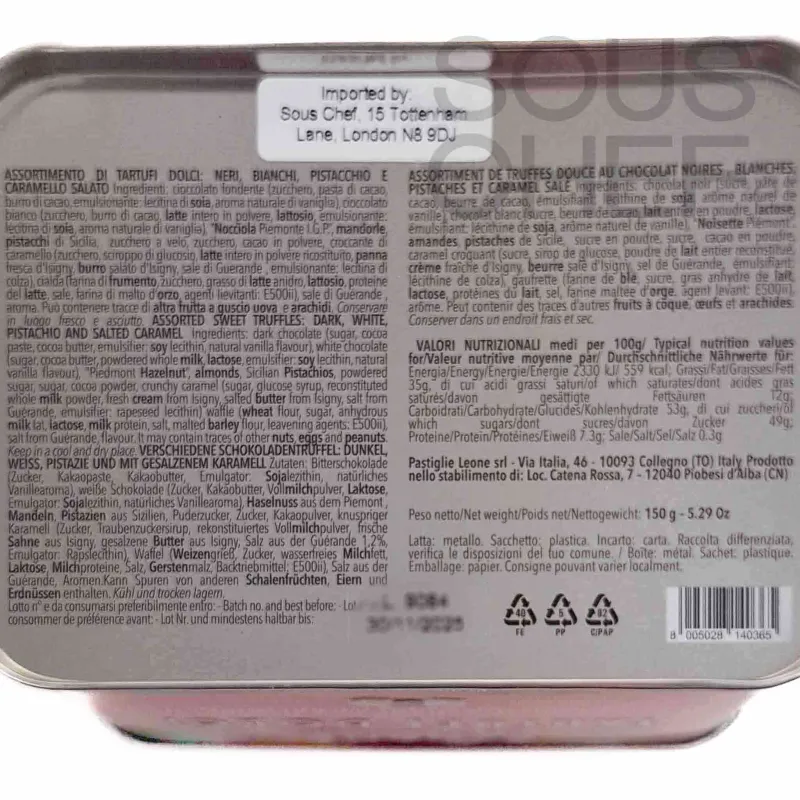 SOUS
CHEF
Imported by:
Sous Chef, 15 Tottenham
Lane, London N8 9DJ
ASSORTIMENTO DI TARTUFI DOLCI: NERI, BIANCHI, PISTACCHIO E
CARAMELLO SALATO Ingredienti: cioccolato fondente (zucchero, pasta di cacao,
burro di cacao, emulsionante: lecitina di soia, aroma naturale di vaniglia), cioccolato
bianco (zucchero, burro di cacao, latte intero in polvere, lattosio, emulsionante:
lecitina di soia, aroma naturale di vaniglia), "Nocciola Piemonte I.G.P.", mandorle,
pistacchi di Sicilia, zucchero a velo, zucchero, cacao in polvere, croccante di
caramello (zucchero, sciroppo di glucosio, latte intero in polvere ricostituito, panna
fresca d'Isigny, burro salato d'Isigny, sale di Guérande, emulsionante: lecitina di
colza), cialda (farina di frumento, zucchero, grasso di latte anidro, lattosio, proteine
del latte, sale, farina di malto d'orzo, agenti lievitanti: E500ii), sale di Guérande,
aroma. Può contenere tracce di altra frutta a guscio uova e arachidi. Conservare
in luogo fresco e asciutto. ASSORTED SWEET TRUFFLES: DARK, WHITE,
PISTACHIO AND SALTED CARAMEL Ingredients: dark chocolate (sugar, cocoa
paste, cocoa butter, emulsifier: soy lecithin, natural vanilla flavour), white chocolate
(sugar, cocoa butter, powdered whole milk, lactose, emulsifier: soy lecithin, natural
vanilla flavour), "Piedmont Hazelnut", almonds, Sicilian Pistachios, powdered
sugar, sugar, cocoa powder, crunchy caramel (sugar, glucose syrup, reconstituted
whole milk powder, fresh cream from Isigny, salted butter from Isigny, salt from
Guérande, emulsifier: rapeseed lecithin) waffle (wheat flour, sugar, anhydrous
milk fat, lactose, milk protein, salt, malted barley flour, leavening agents: E500ii),
salt from Guérande, flavour. It may contain traces of other nuts, eggs and peanuts.
Keep in a cool and dry place. VERSCHIEDENE SCHOKOLADENTRÜFFEL: DUNKEL,
WEISS, PISTAZIE UND MIT GESALZENEM KARAMELL Zutaten: Bitterschokolade
(Zucker, Kakaopaste, Kakaobutter, Emulgator: Sojalezithin, natürliches
Vanillearoma), weiße Schokolade (Zucker, Kakaobutter, Vollmilchpulver, Laktose,
Emulgator: Sojalezithin, natürliches Vanillearoma), Haselnuss aus dem Piemont,
Mandeln, Pistazien aus Sizilien, Puderzucker, Zucker, Kakaopulver, knuspriger
Karamell (Zucker, Traubenzuckersirup, rekonstituiertes Vollmilchpulver, frische
Sahne aus Isigny, gesalzene Butter aus Isigny, Salz aus der Guérande 1,2%,
Emulgator: Rapslecithin), Waffel (Weizengrieß, Zucker, wasserfreies Milchfett,
Laktose, Milchproteine, Salz, Gerstenmalz, Backtriebmittel: E500ii), Salz aus der
Guérande, Aromen.Kann Spuren von anderen Schalenfrüchten, Eiern und
Erdnüssen enthalten. Kühl und trocken lagern.
Lotto n° e da consumarsi preferibilmente entro: - Batch no. and best before: - Lot
consommer de préférence avant: - Lot Nr. und mindestens haltbar bis:
L 9084
30/11/2025
ASSORTIMENT DE TRUFFES DOUCE AU CHOCOLAT NOIRES , BLANCHES,
PISTACHES ET CARAMEL SALÉ Ingrédients: chocolat noir (sucre, pâte de
cacao, beurre de cacao, émulsifiant: lécithine de soja, arôme naturel de
vanille), chocolat blanc (sucre, beurre de cacao, lait entier en poudre, lactose,
émulsifiant: lécithine de soja, arôme naturel de vanille), "Noisette Piémont",
amandes, pistaches de Sicile, sucre en poudre, sucre, cacao en poudre,
caramel croquant (sucre, sirop de glucose, poudre de lait entier reconstitué,
crème fraîche d'Isigny, beurre salé d'Isigny, sel de Guérande, émulsifiant:
lécithine de colza), gaufrette (farine de blé, sucre, gras anhydre de lait,
lactose, protéines du lait, sel, farine maltée d'orge, agent levant: E500ii),
arôme. Peut contenir des traces d'autres fruits à coque, œufs et arachides.
Conserver dans un endroit frais et sec.
VALORI NUTRIZIONALI medi per 100g/ Typical nutrition values
for/Valeur nutritive moyenne par/ Durchschnittliche Nährwerte für:
Energia/Energy/Énergie/Energie 2330 kJ/ 559 kcal; Grassi/Fat/Graisses/Fett
35g, di cui acidi grassi saturi/of which saturates/dont acides gras
saturés/davon gesättigte Fettsäuren 12g;
Carboidrati/Carbohydrate/Glucides/Kohlenhydrate 53g, di cui zuccheri/of
which sugars/dont sucres/davon Zucker 49g;
Proteine/Protein/Protéines/Eiweiß 7.3g; Sale/Salt/Sel/Salz 0.3g
Pastiglie Leone srl - Via Italia, 46 - 10093 Collegno (TO) Italy Prodotto
nello stabilimento di: Loc. Catena Rossa, 7 - 12040 Piobesi d'Alba (CN)
Peso netto/Net weight/Poids net/Nettogewicht: 150 g - 5.29 Oz
Latta: metallo. Sacchetto: plastica. Incarto: carta. Raccolta differenziata,
verifica le disposizioni del tuo comune. / Boîte: métal. Sachet: plastique.
Emballage: papier. Consigne pouvant varier localment.
40 5 82
FE PP C/PAP
8 005028 140365